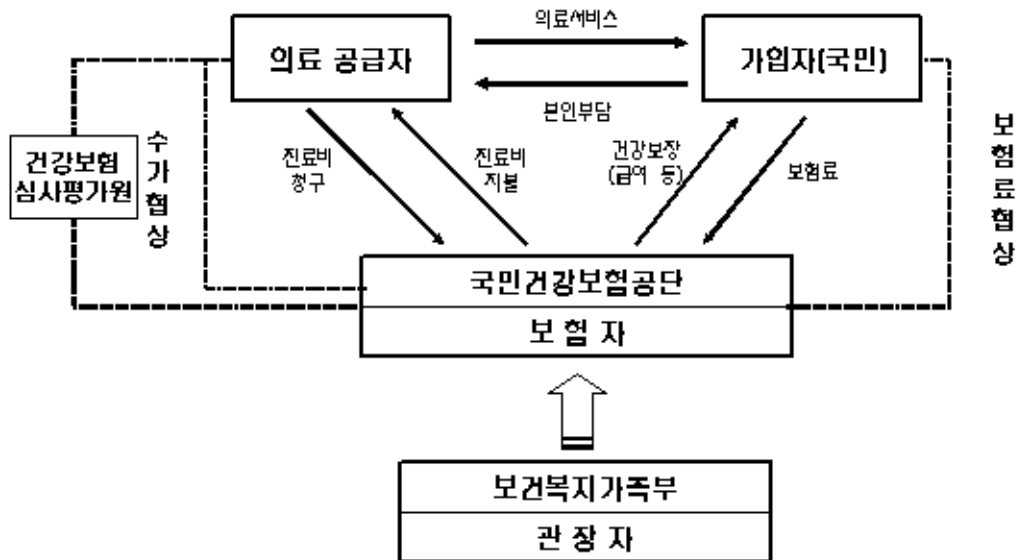 의료서비스
의료 공급자
가입자(국민)
본인부담
건강보험
심사평가원
수가협상
진료비
청구
진료비
지불
건강보장
(급여 등)
보험료
보험료협상
국민건강보험공단
보 험 자
보건복지가족부
관 장 자